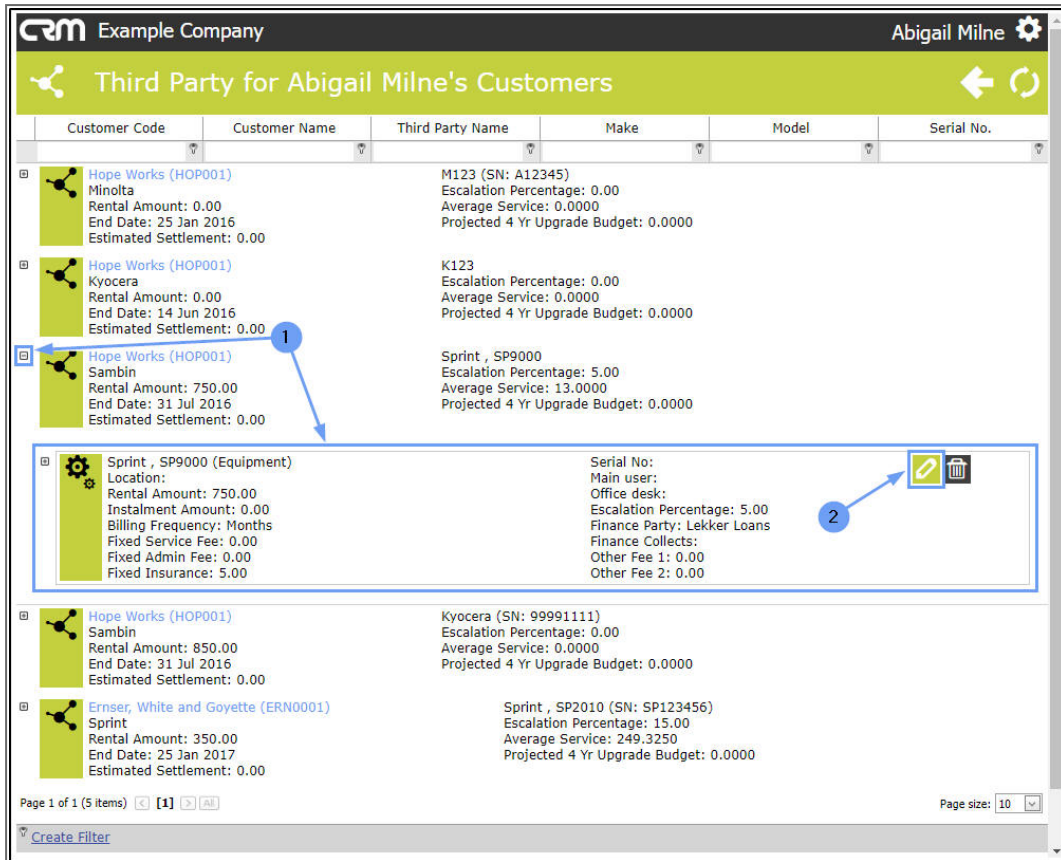 CRM Example Company Abigail Milne
Third Party for Abigail Milne's Customers
Customer Code Customer Name Third Party Name Make Model Serial No.
Hope Works (HOP001) M123 (SN: A12345)
Minolta Escalation Percentage: 0.00
Rental Amount: 0.00 Average Service: 0.0000
End Date: 25 Jan 2016 Projected 4 Yr Upgrade Budget: 0.0000
Estimated Settlement: 0.00
Hope Works (HOP001) K123
Kyocera Escalation Percentage: 0.00
Rental Amount: 0.00 Average Service: 0.0000
End Date: 14 Jun 2016 Projected 4 Yr Upgrade Budget: 0.0000
Estimated Settlement: 0.00
1
Hope Works (HOP001) Sprint , SP9000
Sambin Escalation Percentage: 5.00
Rental Amount: 750.00 Average Service: 13.0000
End Date: 31 Jul 2016 Projected 4 Yr Upgrade Budget: 0.0000
Estimated Settlement: 0.00
Sprint , SP9000 (Equipment) Serial No:
Location: Main user:
Rental Amount: 750.00 Office desk:
Instalment Amount: 0.00 Escalation Percentage: 5.00
2
Billing Frequency: Months Finance Party: Lekker Loans
Fixed Service Fee: 0.00 Finance Collects:
Fixed Admin Fee: 0.00 Other Fee 1: 0.00
Fixed Insurance: 5.00 Other Fee 2: 0.00
Hope Works (HOP001) Kyocera (SN: 99991111)
Sambin Escalation Percentage: 0.00
Rental Amount: 850.00 Average Service: 0.0000
End Date: 31 Jul 2016 Projected 4 Yr Upgrade Budget: 0.0000
Estimated Settlement: 0.00
Ernser, White and Goyette (ERN0001) Sprint , SP2010 (SN: SP123456)
Sprint Escalation Percentage: 15.00
Rental Amount: 350.00 Average Service: 249.3250
End Date: 25 Jan 2017 Projected 4 Yr Upgrade Budget: 0.0000
Estimated Settlement: 0.00
Page 1 of 1 (5 items) < [1] > All Page size: 10
Create Filter